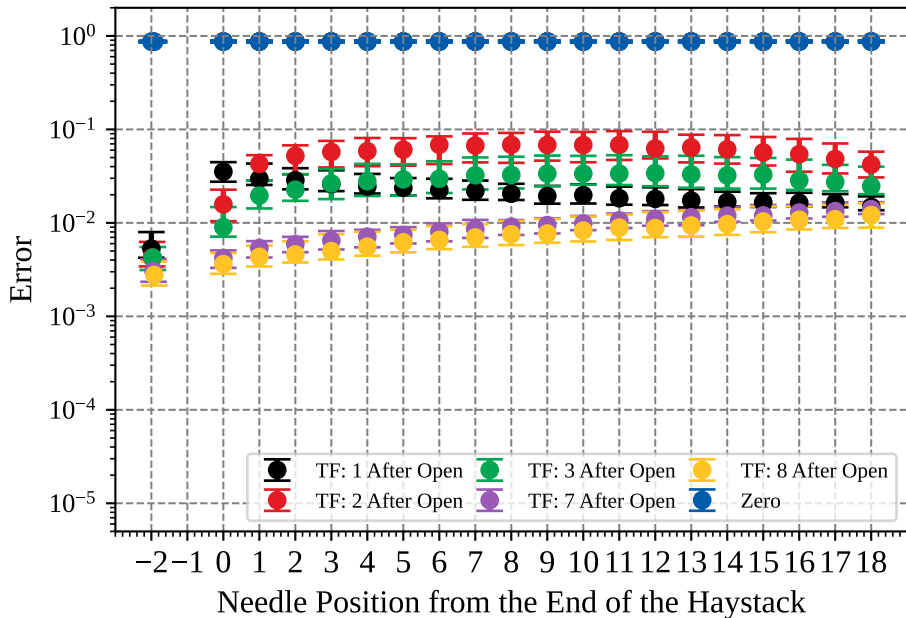 10⁰
10⁻¹
10⁻²
10⁻³
10⁻⁴
10⁻⁵
Error
TF: 1 After Open
TF: 3 After Open
TF: 8 After Open
TF: 2 After Open
TF: 7 After Open
Zero
−2 −1 0 1 2 3 4 5 6 7 8 9 10 11 12 13 14 15 16 17 18
Needle Position from the End of the Haystack